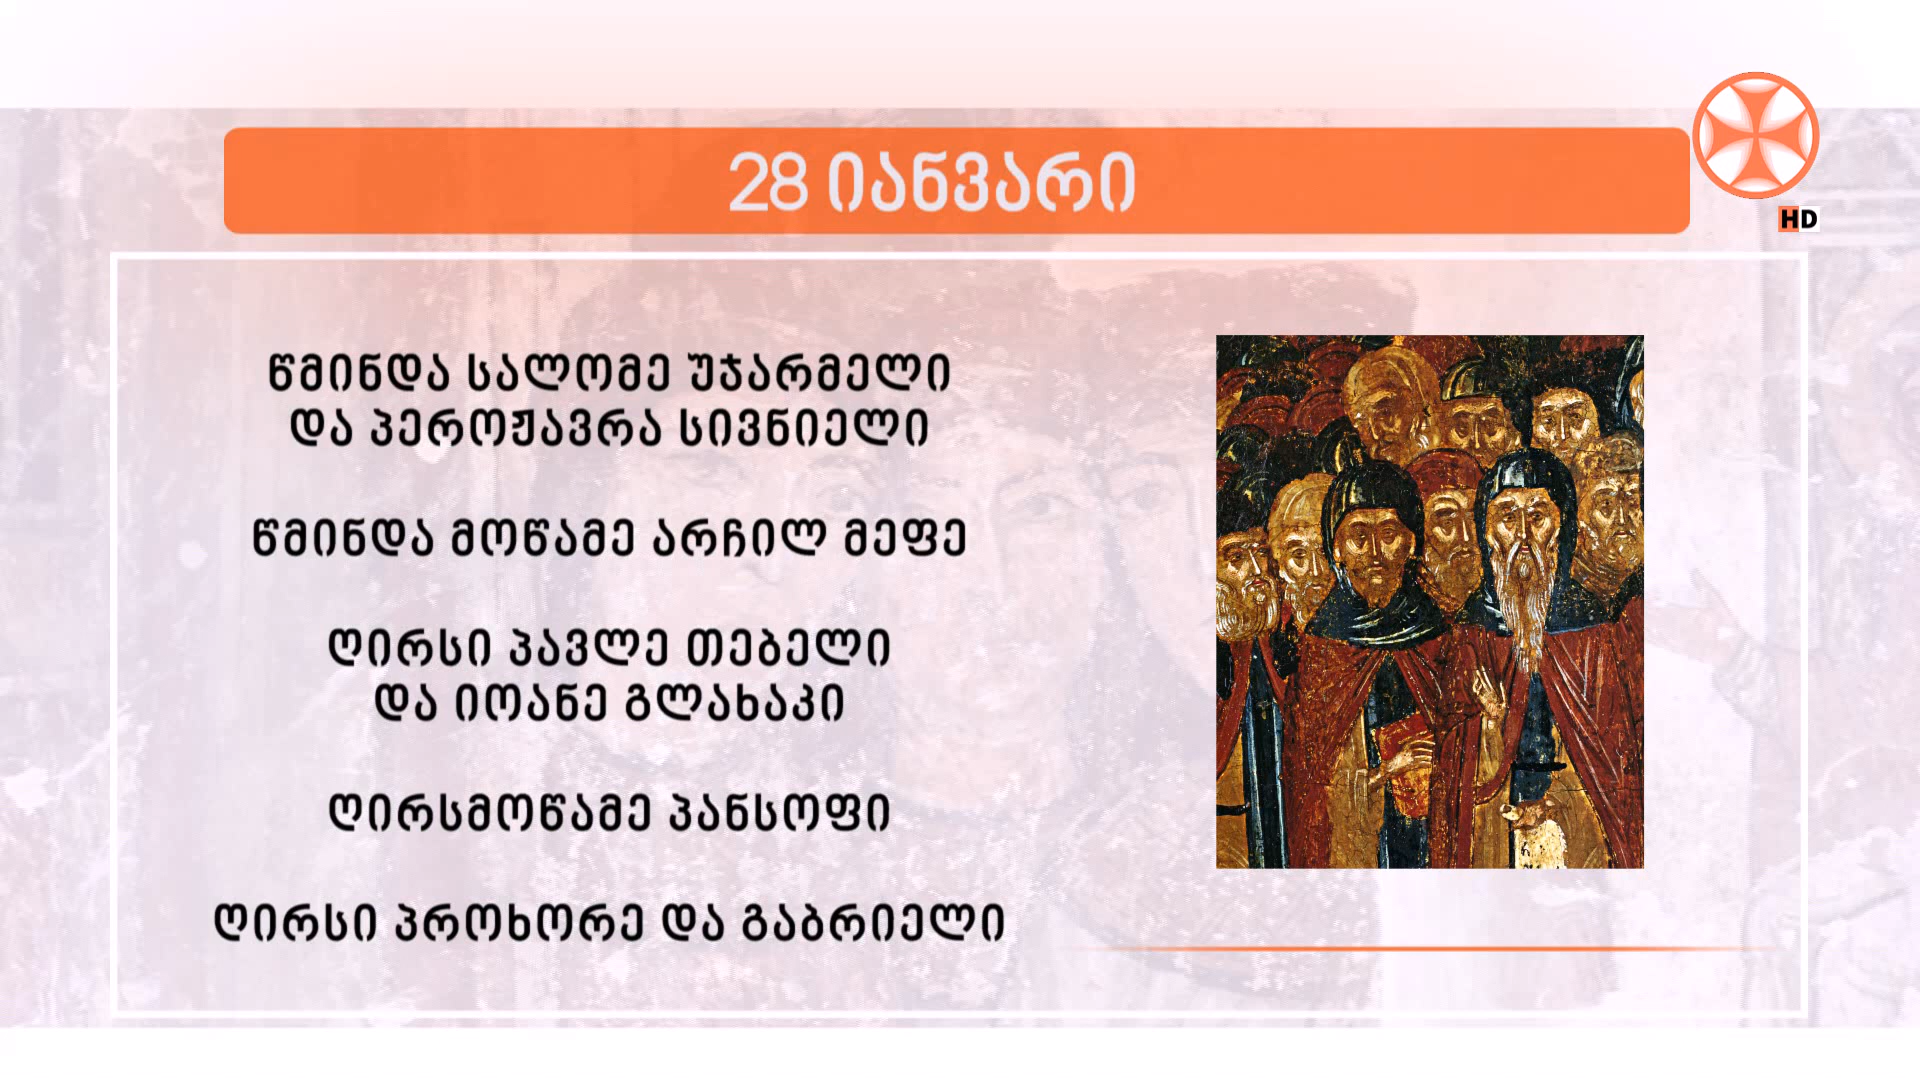 28 იანვარი
HD
წმინდა სალომე უჯარმელი
და პეროჟავრა სივნიელი
წმინდა მოწამე არჩილ მეფე
ღირსი პავლე თებელი
და იოანე გლახაკი
ღირსმოწამე პანსოფი
ღირსი პროხორე და გაბრიელი